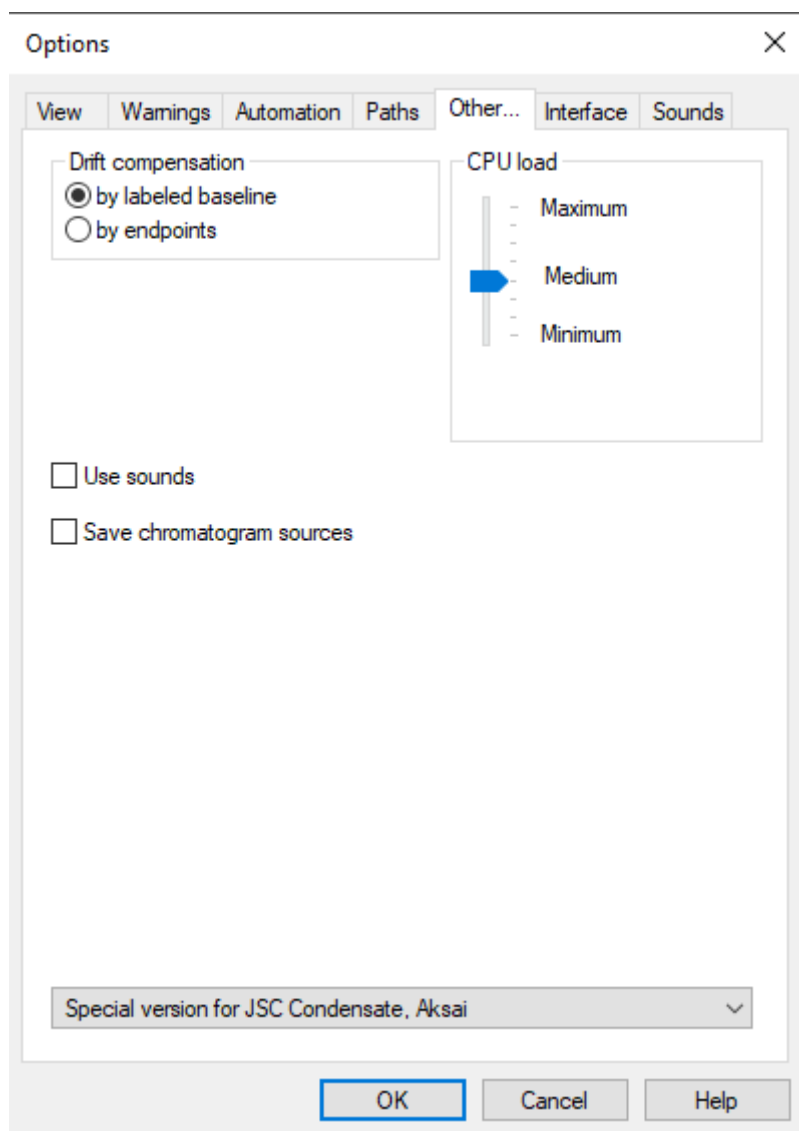 Options
View Warnings Automation Paths Other... Interface Sounds
Drift compensation
by labeled baseline
by endpoints
CPU load
Maximum
Medium
Minimum
Use sounds
Save chromatogram sources
Special version for JSC Condensate, Aksai
OK Cancel Help